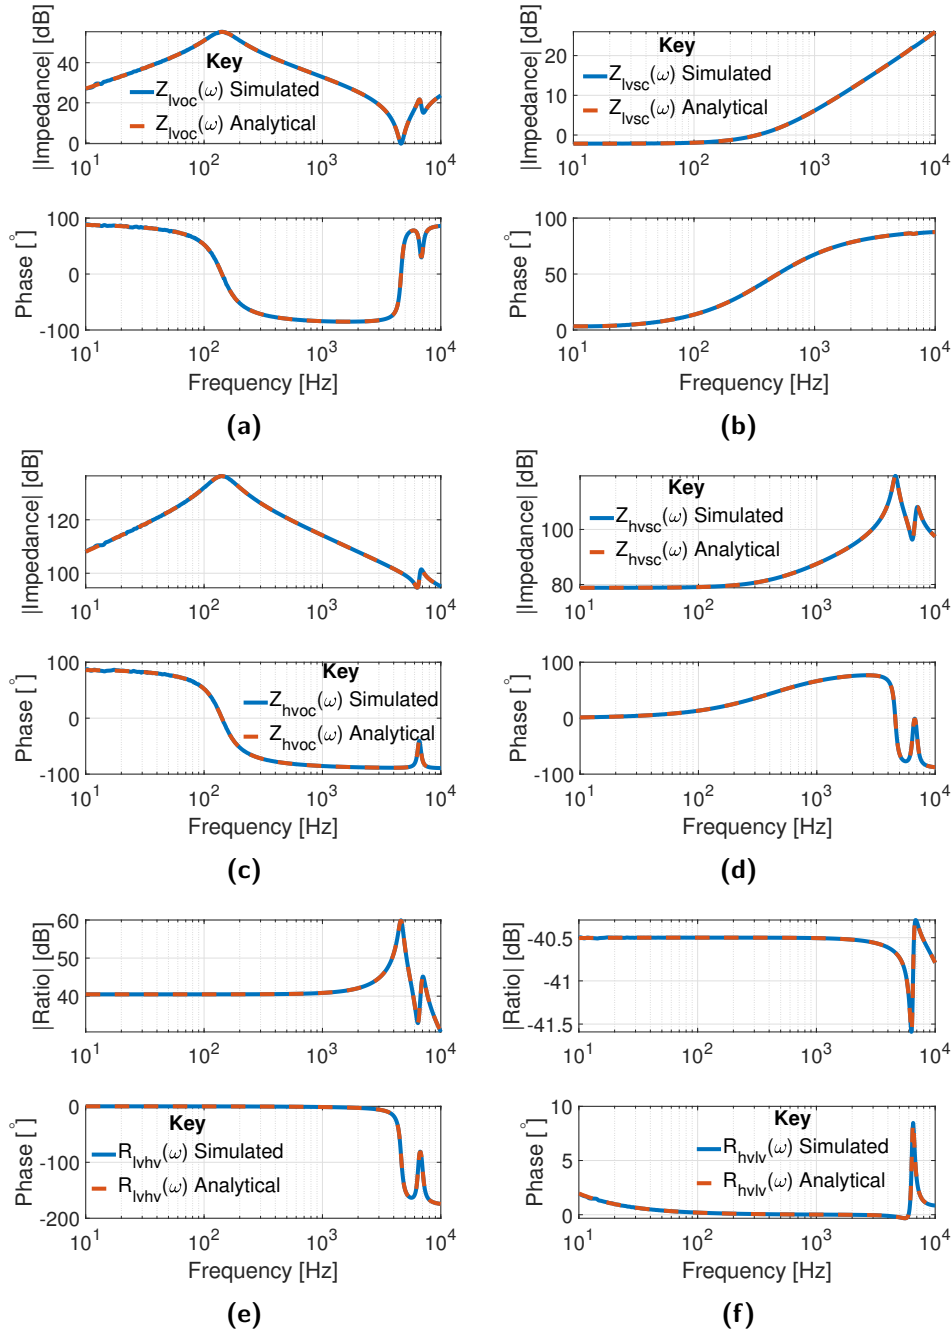 |Impedance| [dB]
40
20
0
Key
Z_lvoc(ω) Simulated
Z_lvoc(ω) Analytical
10^1 10^2 10^3 10^4
Phase [°]
100
0
-100
10^1 10^2 10^3 10^4
Frequency [Hz]
(a)
|Impedance| [dB]
20
10
0
Key
Z_lvsc(ω) Simulated
Z_lvsc(ω) Analytical
10^1 10^2 10^3 10^4
Phase [°]
100
50
0
10^1 10^2 10^3 10^4
Frequency [Hz]
(b)
|Impedance| [dB]
120
100
10^1 10^2 10^3 10^4
Phase [°]
100
0
-100
Key
Z_hvoc(ω) Simulated
Z_hvoc(ω) Analytical
10^1 10^2 10^3 10^4
Frequency [Hz]
(c)
|Impedance| [dB]
100
80
Key
Z_hvsc(ω) Simulated
Z_hvsc(ω) Analytical
10^1 10^2 10^3 10^4
Phase [°]
100
0
-100
10^1 10^2 10^3 10^4
Frequency [Hz]
(d)
|Ratio| [dB]
60
50
40
10^1 10^2 10^3 10^4
Phase [°]
0
-100
-200
Key
R_lvhv(ω) Simulated
R_lvhv(ω) Analytical
10^1 10^2 10^3 10^4
Frequency [Hz]
(e)
|Ratio| [dB]
-40.5
-41
-41.5
10^1 10^2 10^3 10^4
Phase [°]
10
5
0
Key
R_hvlv(ω) Simulated
R_hvlv(ω) Analytical
10^1 10^2 10^3 10^4
Frequency [Hz]
(f)